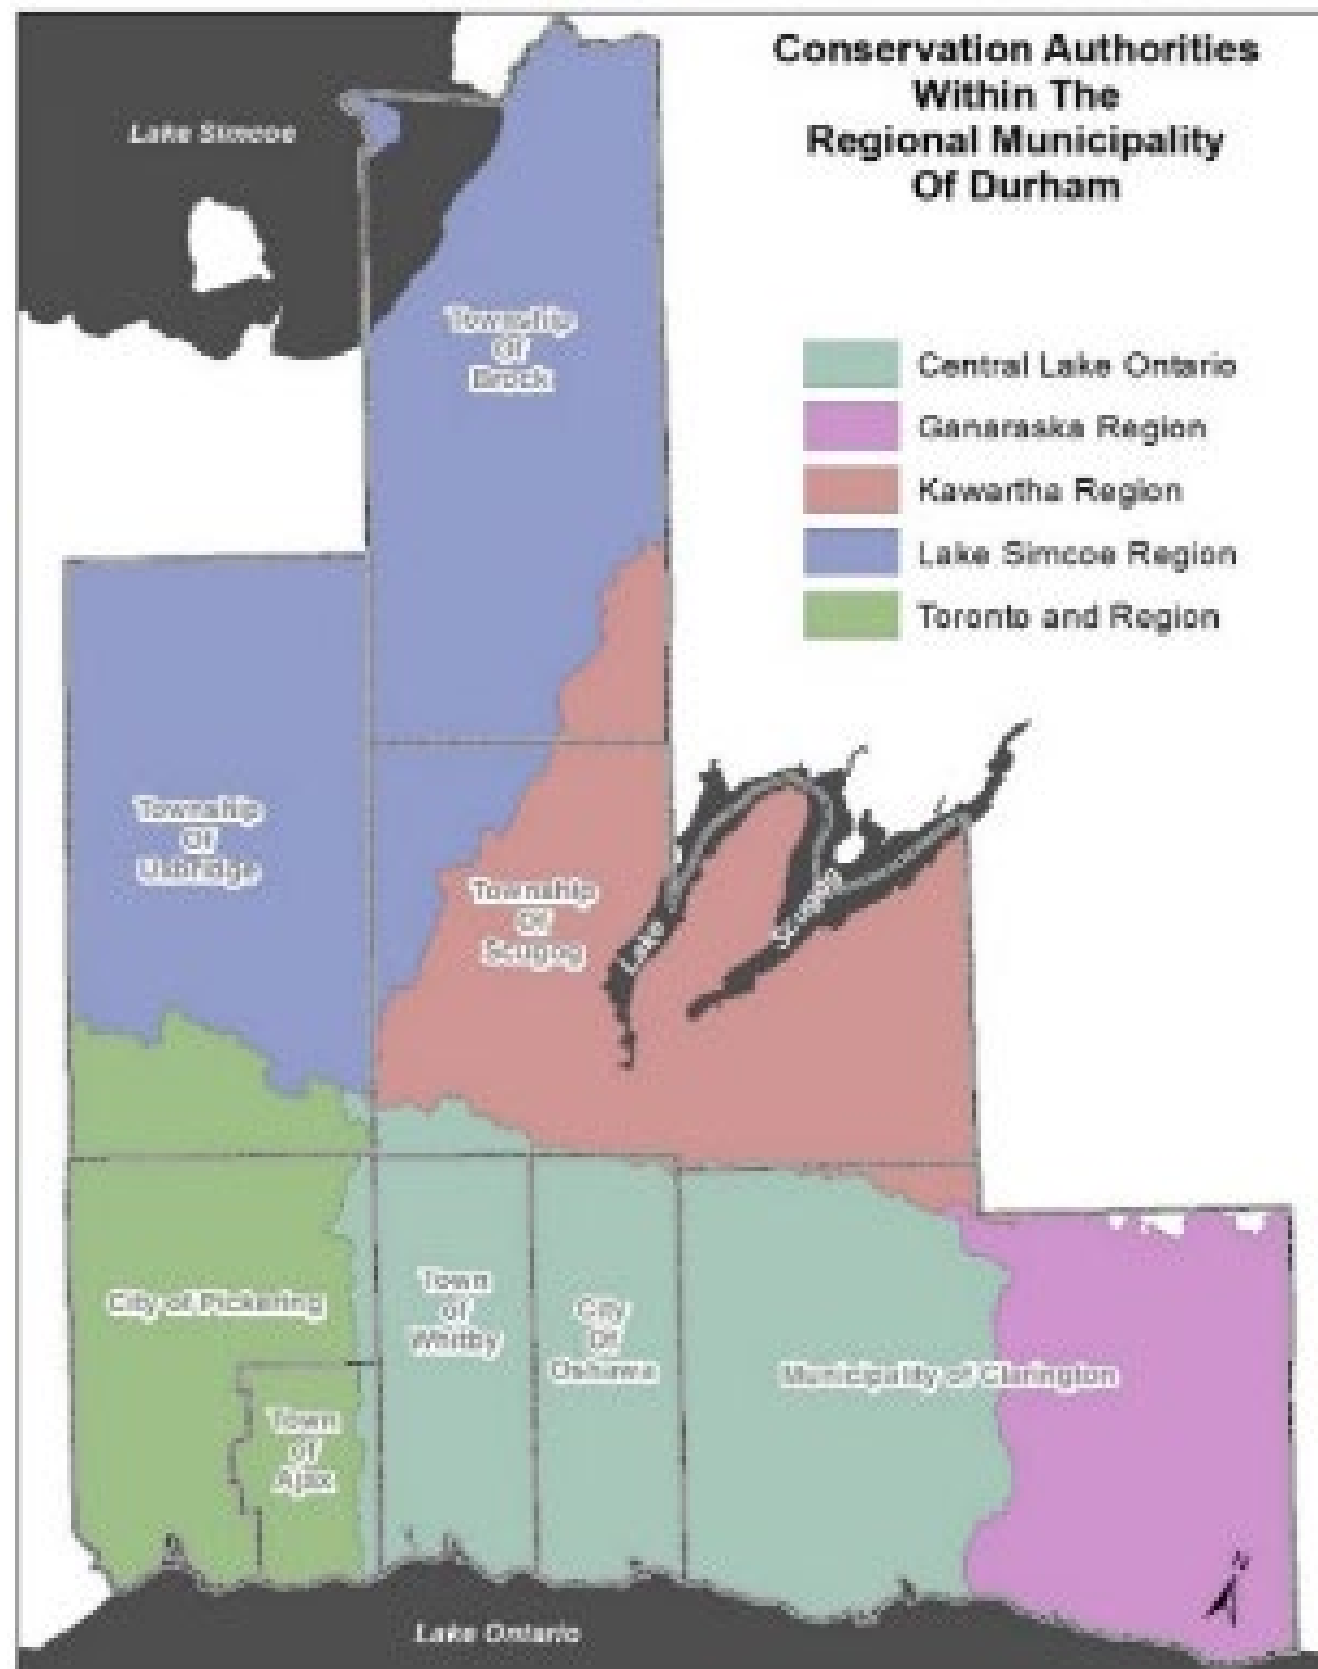 Conservation Authorities
Within The
Regional Municipality
Of Durham
Lake Simcoe
Township
Of
Brock
Central Lake Ontario
Ganaraska Region
Kawartha Region
Lake Simcoe Region
Toronto and Region
Township
Of
Uxbridge
Township
Of
Scugog
Lake
Scugog
City of Pickering
Town
of
Whitby
City
Of
Oshawa
Municipality of Clarington
Town
of
Ajax
N
Lake Ontario